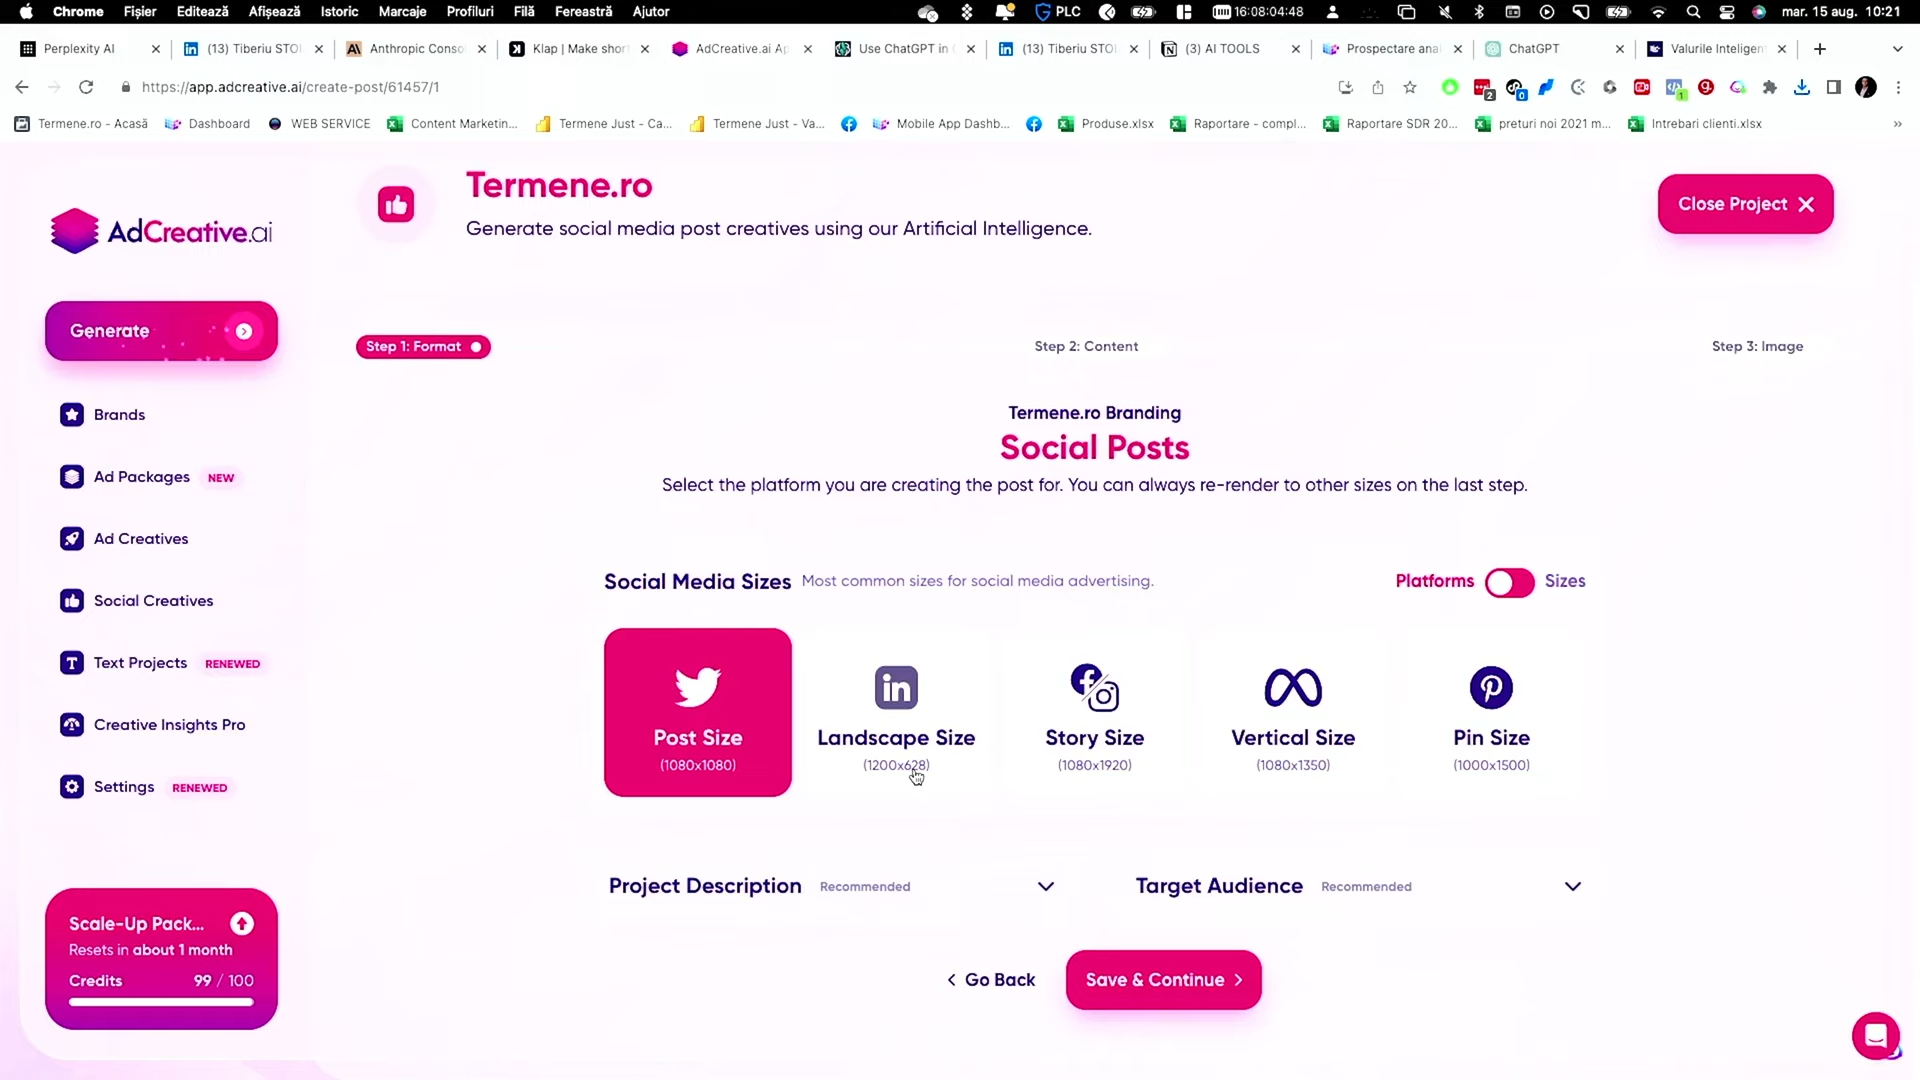 Chrome Fișier Editează Afișează Istoric Marcaje Profiluri Filă Fereastră Ajutor PLC 16:08:04:48 mar. 15 aug. 10:21
Perplexity AI (13) Tiberiu STO Anthropic Conso Klap | Make shor AdCreative.ai Ap Use ChatGPT in (13) Tiberiu STO (3) AI TOOLS Prospectare anal ChatGPT Valurile Inteligen
https://app.adcreative.ai/create-post/61457/1
Termene.ro - Acasă Dashboard WEB SERVICE Content Marketin... Termene Just - Ca... Termene Just - Va... Mobile App Dashb... Produse.xlsx Raportare - compl... Raportare SDR 20... preturi noi 2021 m... Intrebari clienti.xlsx
AdCreative.ai
Generate
Brands
Ad Packages NEW
Ad Creatives
Social Creatives
Text Projects RENEWED
Creative Insights Pro
Settings RENEWED
Scale-Up Pack...
Resets in about 1 month
Credits 99 / 100
Termene.ro
Generate social media post creatives using our Artificial Intelligence.
Close Project
Step 1: Format Step 2: Content Step 3: Image
Termene.ro Branding
Social Posts
Select the platform you are creating the post for. You can always re-render to other sizes on the last step.
Social Media Sizes Most common sizes for social media advertising. Platforms Sizes
Post Size
(1080x1080)
Landscape Size
(1200x628)
Story Size
(1080x1920)
Vertical Size
(1080x1350)
Pin Size
(1000x1500)
Project Description Recommended Target Audience Recommended
Go Back Save & Continue